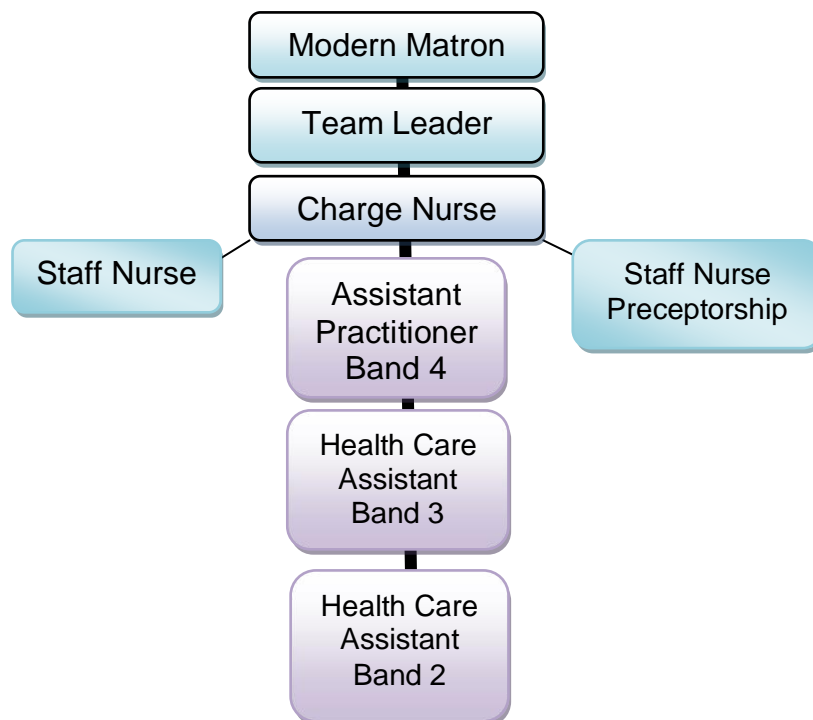 Modern Matron
Team Leader
Charge Nurse
Staff Nurse
Staff Nurse
Preceptorship
Assistant
Practitioner
Band 4
Health Care
Assistant
Band 3
Health Care
Assistant
Band 2